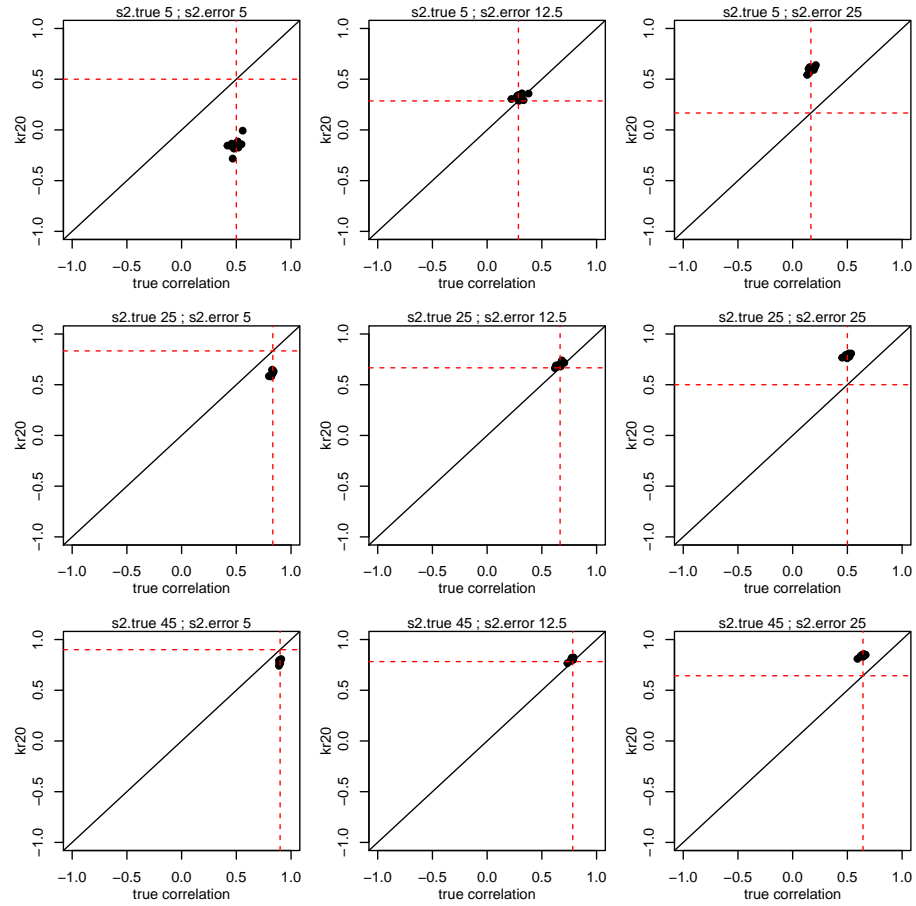 s2.true 5 ; s2.error 5
s2.true 5 ; s2.error 12.5
s2.true 5 ; s2.error 25
kr20
−1.0 −0.5 0.0 0.5 1.0
−1.0 −0.5 0.0 0.5 1.0
true correlation
kr20
−1.0 −0.5 0.0 0.5 1.0
−1.0 −0.5 0.0 0.5 1.0
true correlation
kr20
−1.0 −0.5 0.0 0.5 1.0
−1.0 −0.5 0.0 0.5 1.0
true correlation
s2.true 25 ; s2.error 5
s2.true 25 ; s2.error 12.5
s2.true 25 ; s2.error 25
kr20
−1.0 −0.5 0.0 0.5 1.0
−1.0 −0.5 0.0 0.5 1.0
true correlation
kr20
−1.0 −0.5 0.0 0.5 1.0
−1.0 −0.5 0.0 0.5 1.0
true correlation
kr20
−1.0 −0.5 0.0 0.5 1.0
−1.0 −0.5 0.0 0.5 1.0
true correlation
s2.true 45 ; s2.error 5
s2.true 45 ; s2.error 12.5
s2.true 45 ; s2.error 25
kr20
−1.0 −0.5 0.0 0.5 1.0
−1.0 −0.5 0.0 0.5 1.0
true correlation
kr20
−1.0 −0.5 0.0 0.5 1.0
−1.0 −0.5 0.0 0.5 1.0
true correlation
kr20
−1.0 −0.5 0.0 0.5 1.0
−1.0 −0.5 0.0 0.5 1.0
true correlation